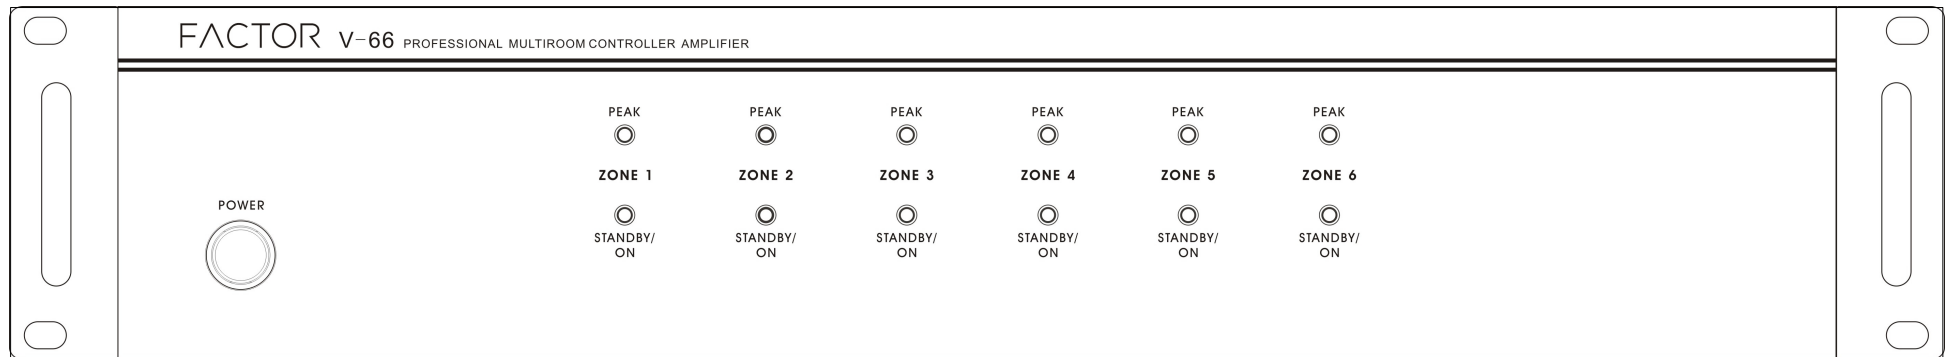 FACTOR V-66 PROFESSIONAL MULTIROOM CONTROLLER AMPLIFIER
PEAK PEAK PEAK PEAK PEAK PEAK
ZONE 1 ZONE 2 ZONE 3 ZONE 4 ZONE 5 ZONE 6
POWER
STANDBY/ STANDBY/ STANDBY/ STANDBY/ STANDBY/ STANDBY/
ON ON ON ON ON ON